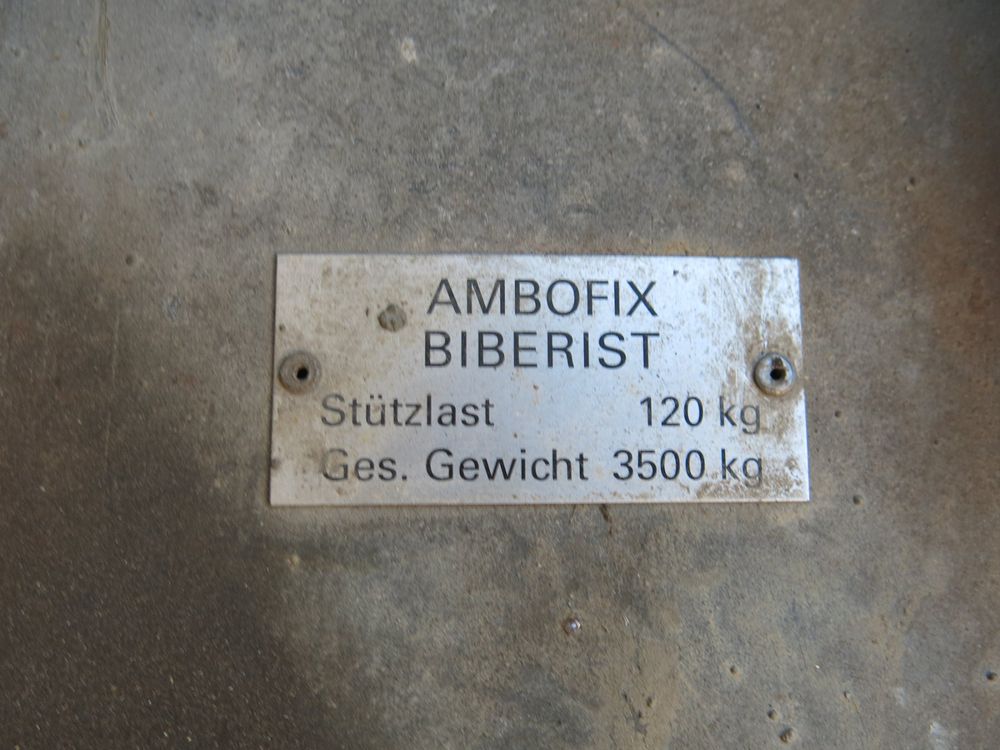 AMBOFIX
BIBERIST
Stützlast 120 kg
Ges. Gewicht 3500 kg